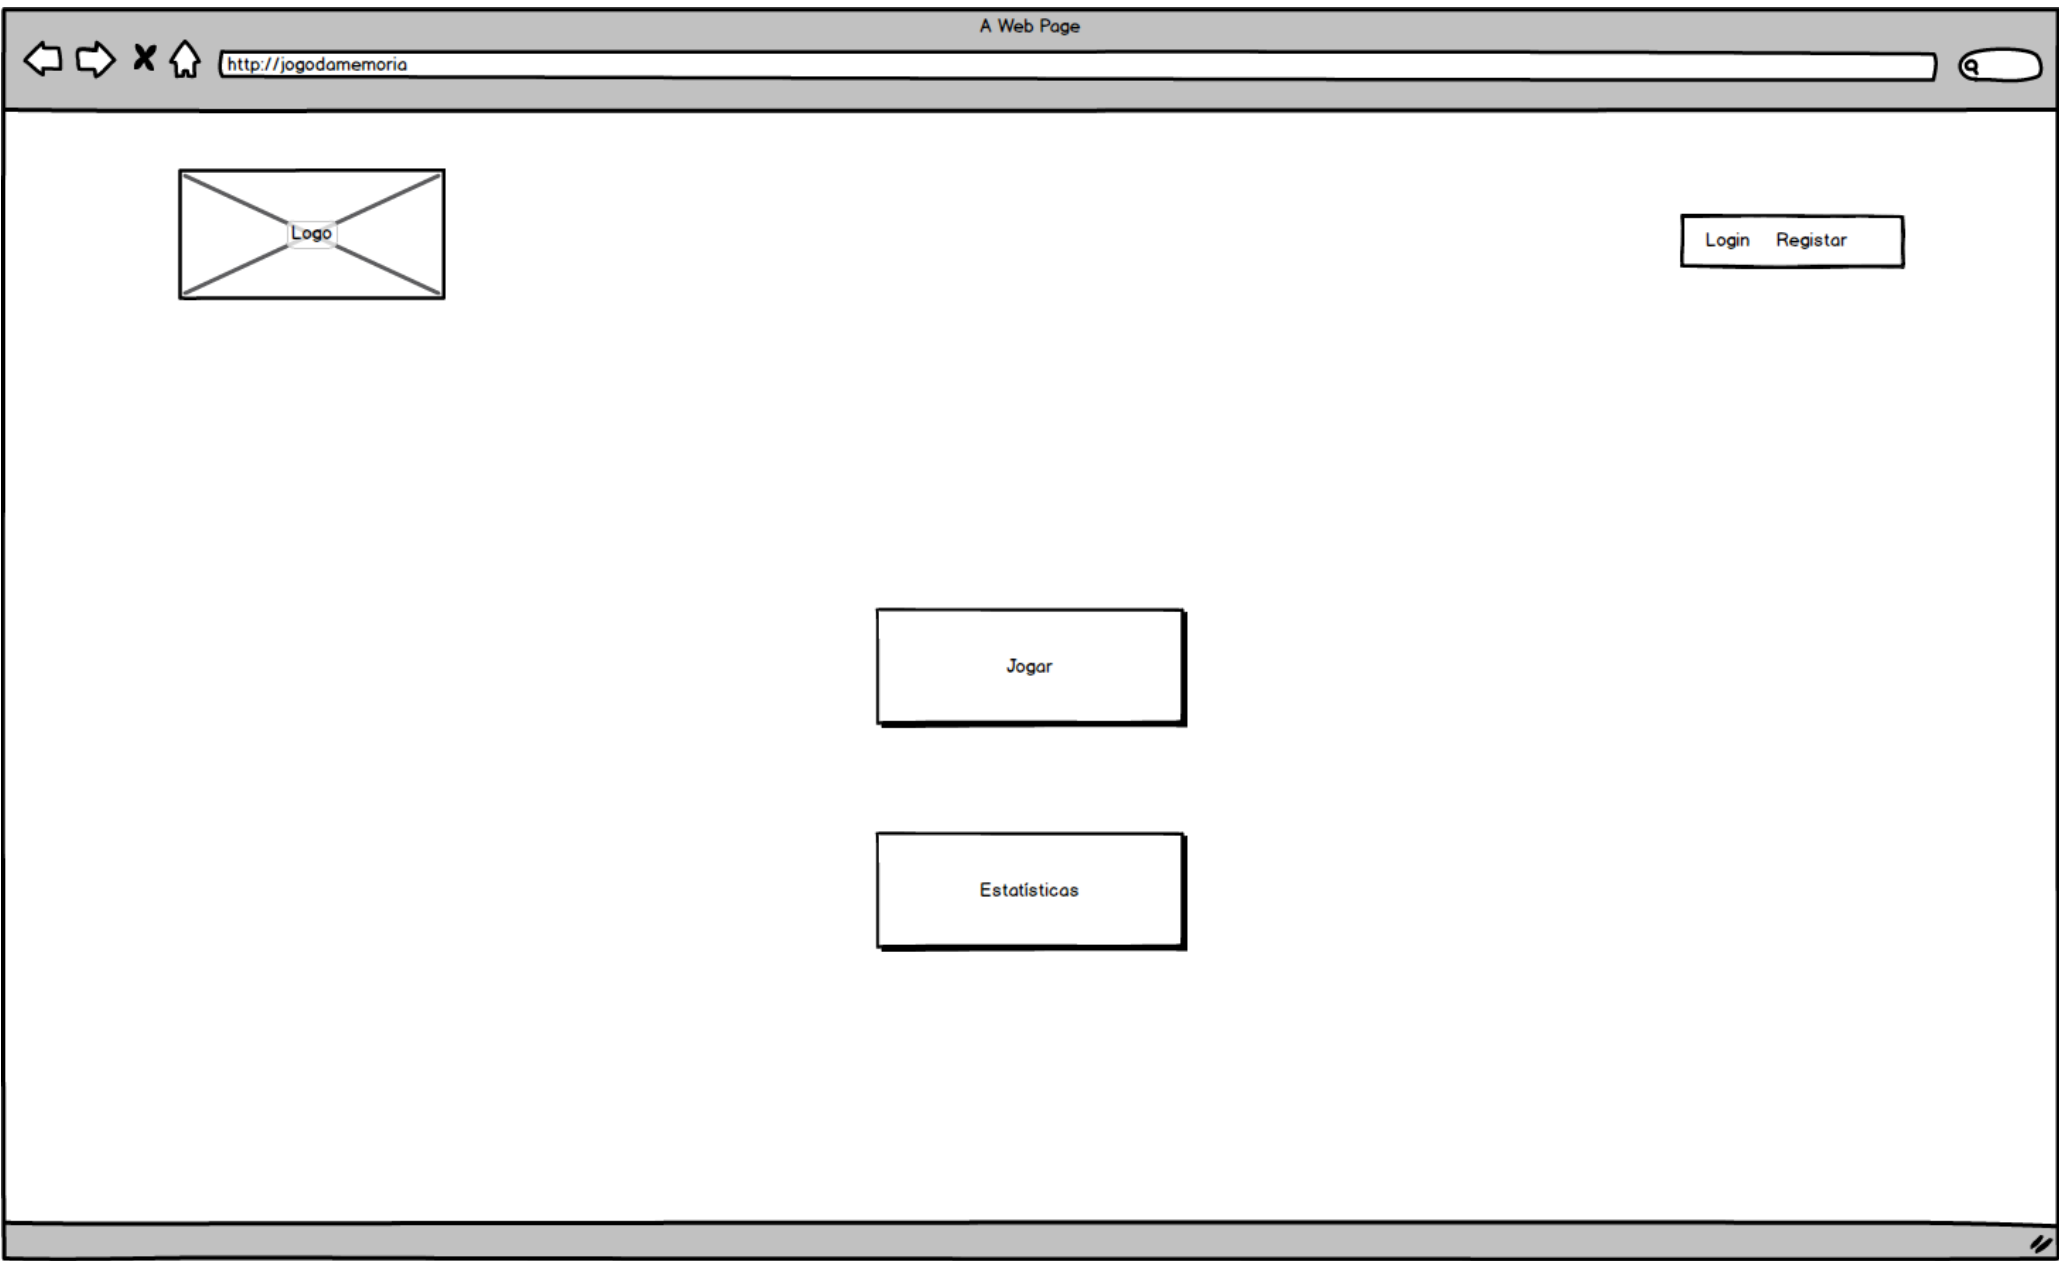 A Web Page
http://jogodamemoria
Logo
Login Registar
Jogar
Estatísticas